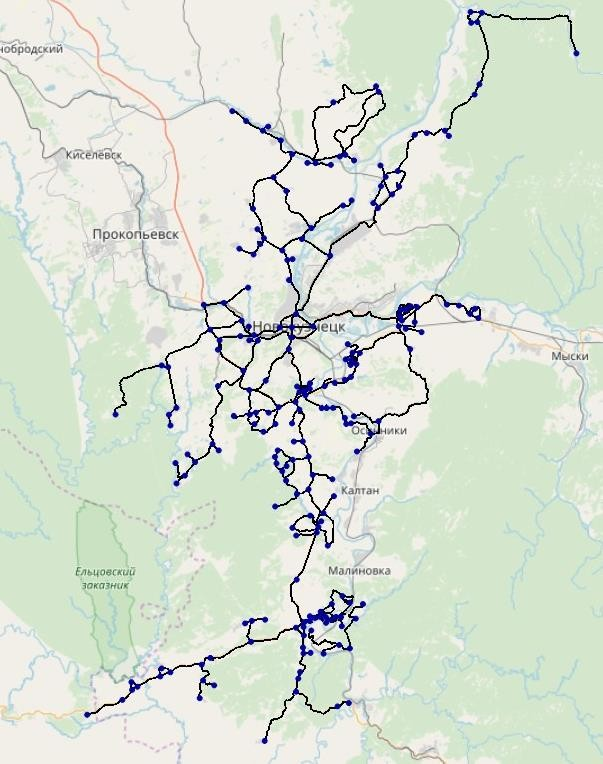 нобродский
Киселёвск
Прокопьевск
Новокузнецк
Мыски
Осинники
Калтан
Малиновка
Ельцовский
заказник